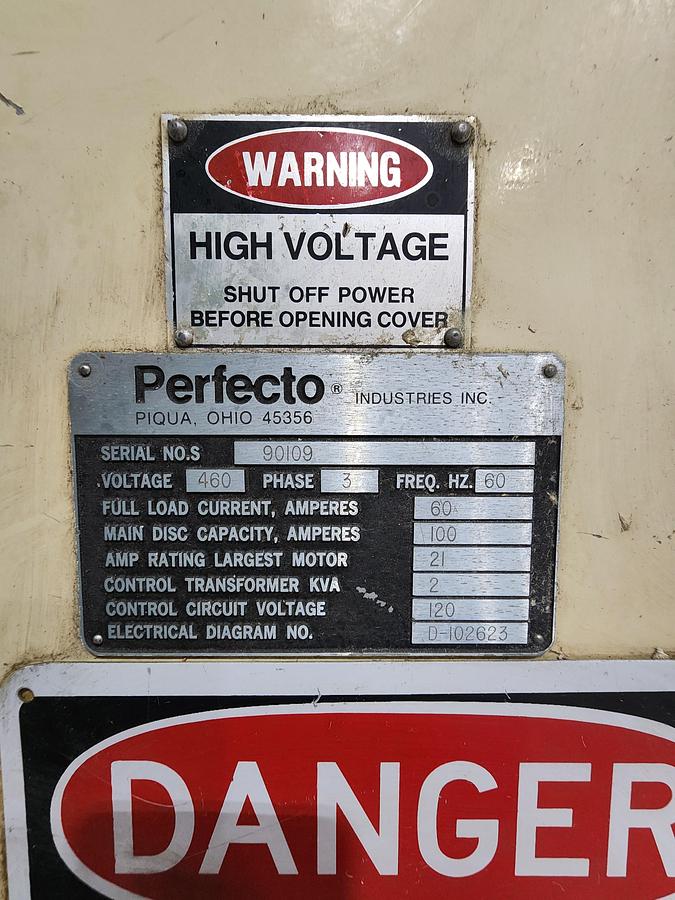 WARNING
HIGH VOLTAGE
SHUT OFF POWER
BEFORE OPENING COVER
Perfecto® INDUSTRIES INC.
PIQUA, OHIO 45356
SERIAL NO.S 90109
VOLTAGE 460 PHASE 3 FREQ. HZ. 60
FULL LOAD CURRENT, AMPERES 60
MAIN DISC CAPACITY, AMPERES 100
AMP RATING LARGEST MOTOR 21
CONTROL TRANSFORMER KVA 2
CONTROL CIRCUIT VOLTAGE 120
ELECTRICAL DIAGRAM NO. D-102623
DANGER